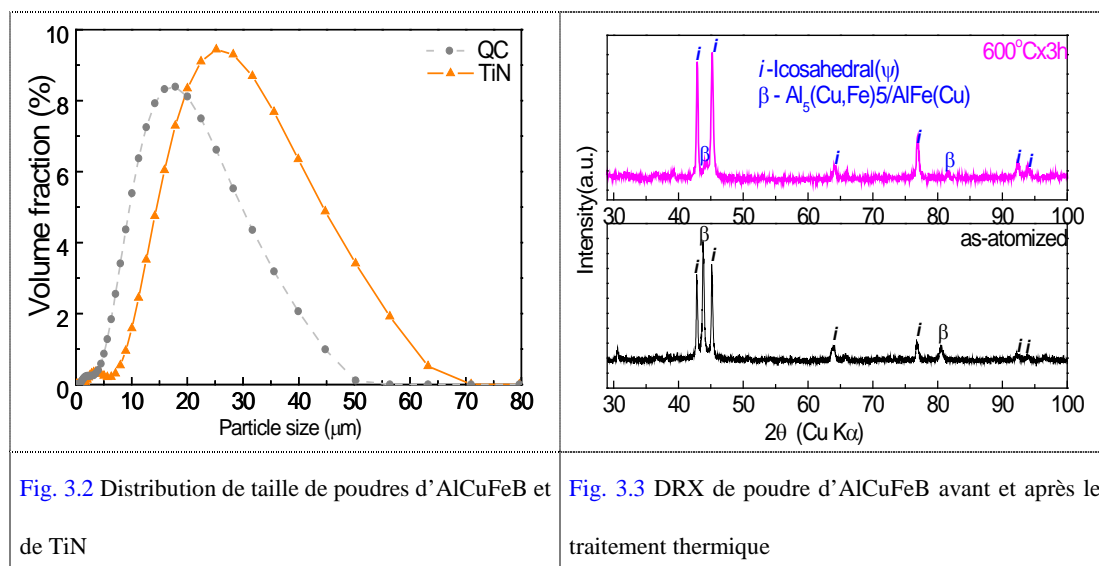 10
8
6
4
2
0
Volume fraction (%)
QC
TiN
0 10 20 30 40 50 60 70 80
Particle size (μm)
600°Cx3h
i -Icosahedral(ψ)
β - Al₅(Cu,Fe)5/AlFe(Cu)
i
i
β
i
i
β
i
i
30 40 50 60 70 80 90 100
as-atomized
i
β
i
i
i
β
i
i
30 40 50 60 70 80 90 100
Intensity(a.u.)
2θ (Cu Kα)
Fig. 3.2 Distribution de taille de poudres d'AlCuFeB et
de TiN
Fig. 3.3 DRX de poudre d'AlCuFeB avant et après le
traitement thermique